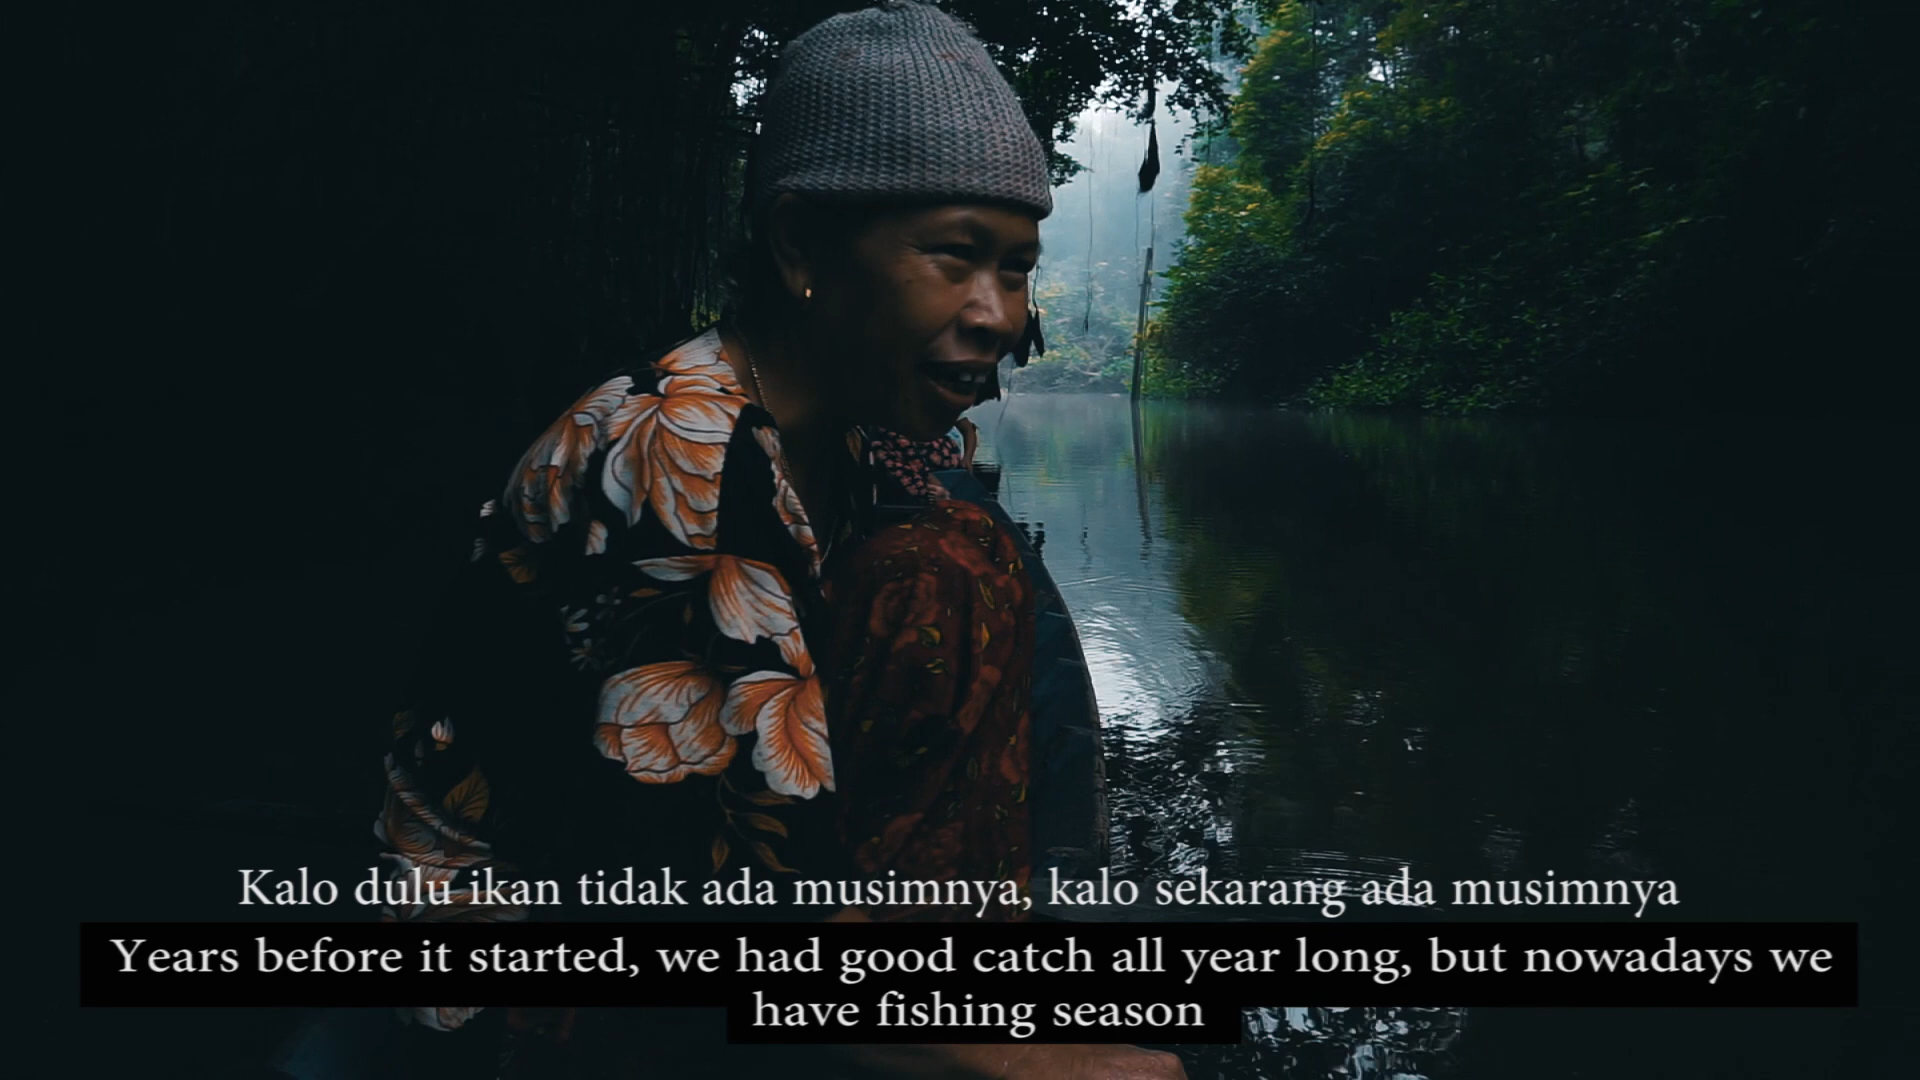 Kalo dulu ikan tidak ada musimnya, kalo sekarang ada musimnya
Years before it started, we had good catch all year long, but nowadays we
have fishing season